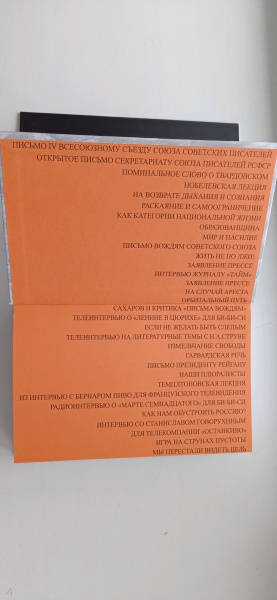 ПИСЬМО IV ВСЕСОЮЗНОМУ СЪЕЗДУ СОЮЗА СОВЕТСКИХ ПИСАТЕЛЕЙ
ОТКРЫТОЕ ПИСЬМО СЕКРЕТАРИАТУ СОЮЗА ПИСАТЕЛЕЙ РСФСР
ПОМИНАЛЬНОЕ СЛОВО О ТВАРДОВСКОМ
НОБЕЛЕВСКАЯ ЛЕКЦИЯ
НА ВОЗВРАТЕ ДЫХАНИЯ И СОЗНАНИЯ
РАСКАЯНИЕ И САМООГРАНИЧЕНИЕ
КАК КАТЕГОРИИ НАЦИОНАЛЬНОЙ ЖИЗНИ
ОБРАЗОВАНЩИНА
МИР И НАСИЛИЕ
ПИСЬМО ВОЖДЯМ СОВЕТСКОГО СОЮЗА
ЖИТЬ НЕ ПО ЛЖИ!
ЗАЯВЛЕНИЕ ПРЕССЕ
ИНТЕРВЬЮ ЖУРНАЛУ «ТАЙМ»
ЗАЯВЛЕНИЕ ПРЕССЕ
НА СЛУЧАЙ АРЕСТА
ОРБИТАЛЬНЫЙ ПУТЬ
САХАРОВ И КРИТИКА «ПИСЬМА ВОЖДЯМ»
ТЕЛЕИНТЕРВЬЮ О «ЛЕНИНЕ В ЦЮРИХЕ» ДЛЯ БИ-БИ-СИ
ЕСЛИ НЕ ЖЕЛАТЬ БЫТЬ СЛЕПЫМ
ТЕЛЕИНТЕРВЬЮ НА ЛИТЕРАТУРНЫЕ ТЕМЫ С Н.А.СТРУВЕ
ИЗМЕЛЬЧАНИЕ СВОБОДЫ
ГАРВАРДСКАЯ РЕЧЬ
ПИСЬМО ПРЕЗИДЕНТУ РЕЙГАНУ
НАШИ ПЛЮРАЛИСТЫ
ТЕМПЛТОНОВСКАЯ ЛЕКЦИЯ
ИЗ ИНТЕРВЬЮ С БЕРНАРОМ ПИВО ДЛЯ ФРАНЦУЗСКОГО ТЕЛЕВИДЕНИЯ
РАДИОИНТЕРВЬЮ О «МАРТЕ СЕМНАДЦАТОГО» ДЛЯ БИ-БИ-СИ
КАК НАМ ОБУСТРОИТЬ РОССИЮ?
ИНТЕРВЬЮ СО СТАНИСЛАВОМ ГОВОРУХИНЫМ
ДЛЯ ТЕЛЕКОМПАНИИ «ОСТАНКИНО»
ИГРА НА СТРУНАХ ПУСТОТЫ
МЫ ПЕРЕСТАЛИ ВИДЕТЬ ЦЕЛЬ